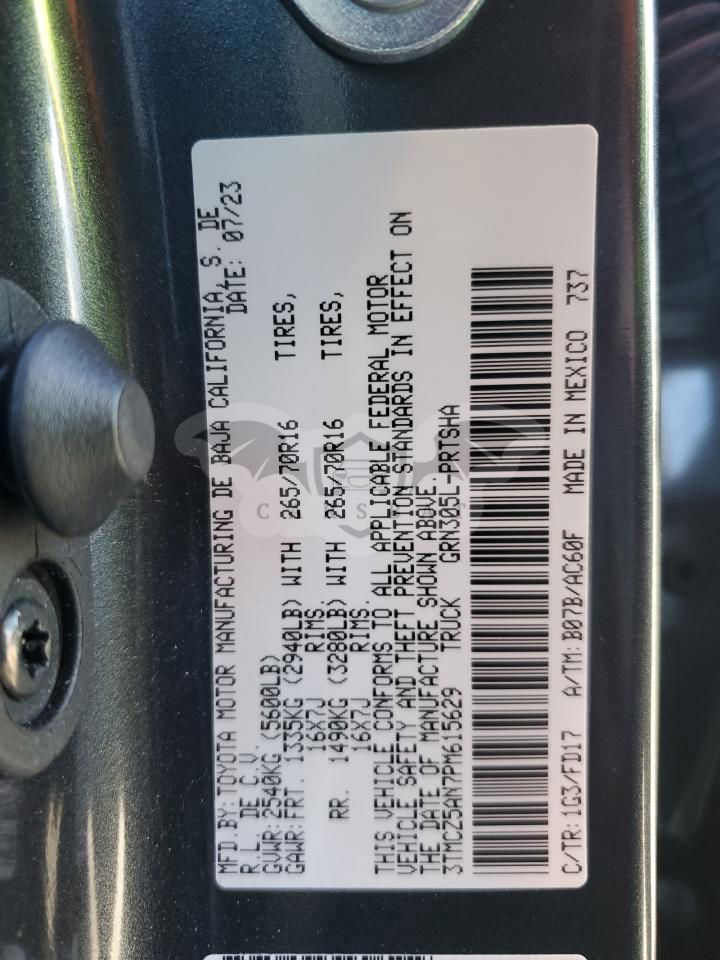 MFD BY: TOYOTA MOTOR MANUFACTURING DE BAJA CALIFORNIA, S. DE
R.L. DE C.V. DATE: 07/23
GVWR: 2540KG (5600LB)
GAWR: FRT. 1335KG (2940LB) WITH 265/70R16 TIRES,
16X7J RIMS.
RR. 1490KG (3280LB) WITH 265/70R16 TIRES,
16X7J RIMS.
THIS VEHICLE CONFORMS TO ALL APPLICABLE FEDERAL MOTOR
VEHICLE SAFETY AND THEFT PREVENTION STANDARDS IN EFFECT ON
THE DATE OF MANUFACTURE SHOWN ABOVE.
3TMCZ5AN7PM615629 TRUCK GRN305L-PRTSHA
C/TR: 1G3/FD17 A/TM: B07B/AC60F MADE IN MEXICO 737